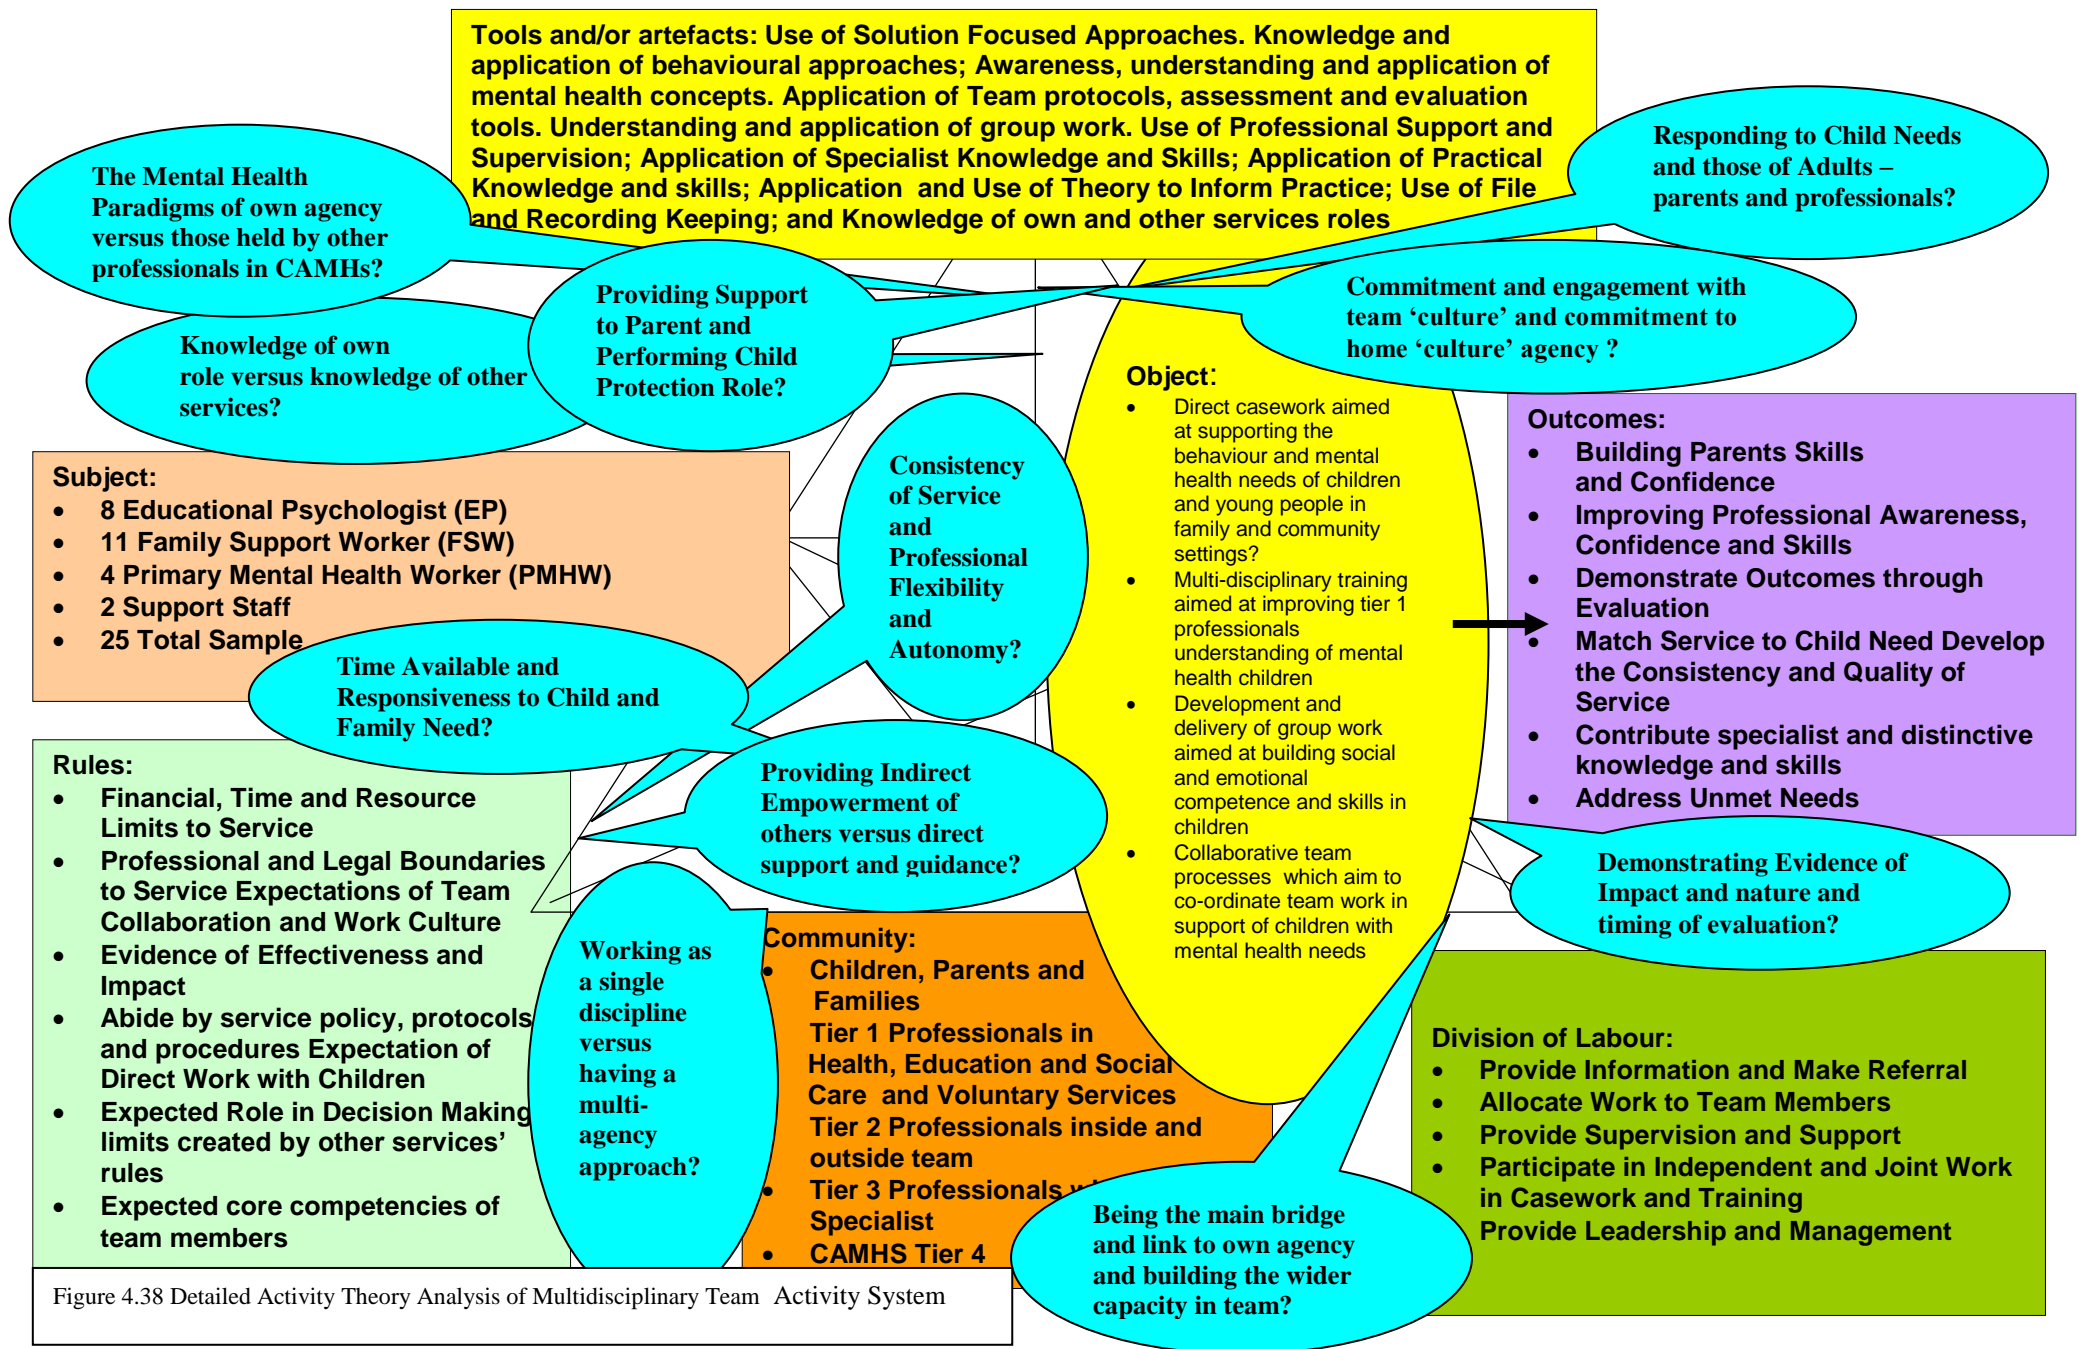 Tools and/or artefacts: Use of Solution Focused Approaches. Knowledge and
application of behavioural approaches; Awareness, understanding and application of
mental health concepts. Application of Team protocols, assessment and evaluation
tools. Understanding and application of group work. Use of Professional Support and
Supervision; Application of Specialist Knowledge and Skills; Application of Practical
Knowledge and skills; Application and Use of Theory to Inform Practice; Use of File
and Recording Keeping; and Knowledge of own and other services roles
The Mental Health
Paradigms of own agency
versus those held by other
professionals in CAMHs?
Responding to Child Needs
and those of Adults –
parents and professionals?
Providing Support
to Parent and
Performing Child
Protection Role?
Commitment and engagement with
team ‘culture’ and commitment to
home ‘culture’ agency ?
Knowledge of own
role versus knowledge of other
services?
Subject:
• 8 Educational Psychologist (EP)
• 11 Family Support Worker (FSW)
• 4 Primary Mental Health Worker (PMHW)
• 2 Support Staff
• 25 Total Sample
Consistency
of Service
and
Professional
Flexibility
and
Autonomy?
Object:
• Direct casework aimed
at supporting the
behaviour and mental
health needs of children
and young people in
family and community
settings?
• Multi-disciplinary training
aimed at improving tier 1
professionals
understanding of mental
health children
• Development and
delivery of group work
aimed at building social
and emotional
competence and skills in
children
• Collaborative team
processes which aim to
co-ordinate team work in
support of children with
mental health needs
Outcomes:
• Building Parents Skills
and Confidence
• Improving Professional Awareness,
Confidence and Skills
• Demonstrate Outcomes through
Evaluation
• Match Service to Child Need Develop
the Consistency and Quality of
Service
• Contribute specialist and distinctive
knowledge and skills
• Address Unmet Needs
Time Available and
Responsiveness to Child and
Family Need?
Rules:
• Financial, Time and Resource
Limits to Service
• Professional and Legal Boundaries
to Service Expectations of Team
Collaboration and Work Culture
• Evidence of Effectiveness and
Impact
• Abide by service policy, protocols
and procedures Expectation of
Direct Work with Children
• Expected Role in Decision Making
limits created by other services’
rules
• Expected core competencies of
team members
Providing Indirect
Empowerment of
others versus direct
support and guidance?
Working as
a single
discipline
versus
having a
multi-
agency
approach?
Community:
• Children, Parents and
Families
Tier 1 Professionals in
Health, Education and Social
Care and Voluntary Services
Tier 2 Professionals inside and
outside team
• Tier 3 Professionals
Specialist
• CAMHS Tier 4
Demonstrating Evidence of
Impact and nature and
timing of evaluation?
Division of Labour:
• Provide Information and Make Referral
• Allocate Work to Team Members
• Provide Supervision and Support
• Participate in Independent and Joint Work
in Casework and Training
Provide Leadership and Management
Being the main bridge
and link to own agency
and building the wider
capacity in team?
Figure 4.38 Detailed Activity Theory Analysis of Multidisciplinary Team Activity System